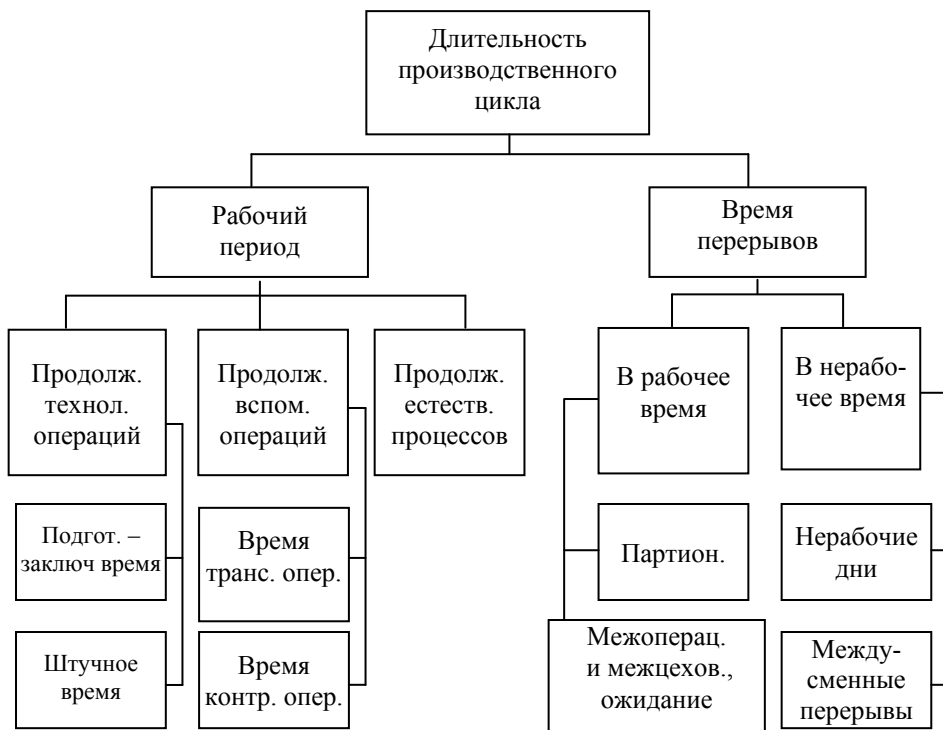 Длительность
производственного
цикла
Рабочий
период
Время
перерывов
Продолж.
технол.
операций
Продолж.
вспом.
операций
Продолж.
естеств.
процессов
В рабочее
время
В нерабо-
чее время
Подгот. –
заключ время
Время
транс. опер.
Партион.
Нерабочие
дни
Штучное
время
Время
контр. опер.
Межоперац.
и межцехов.,
ожидание
Между-
сменные
перерывы